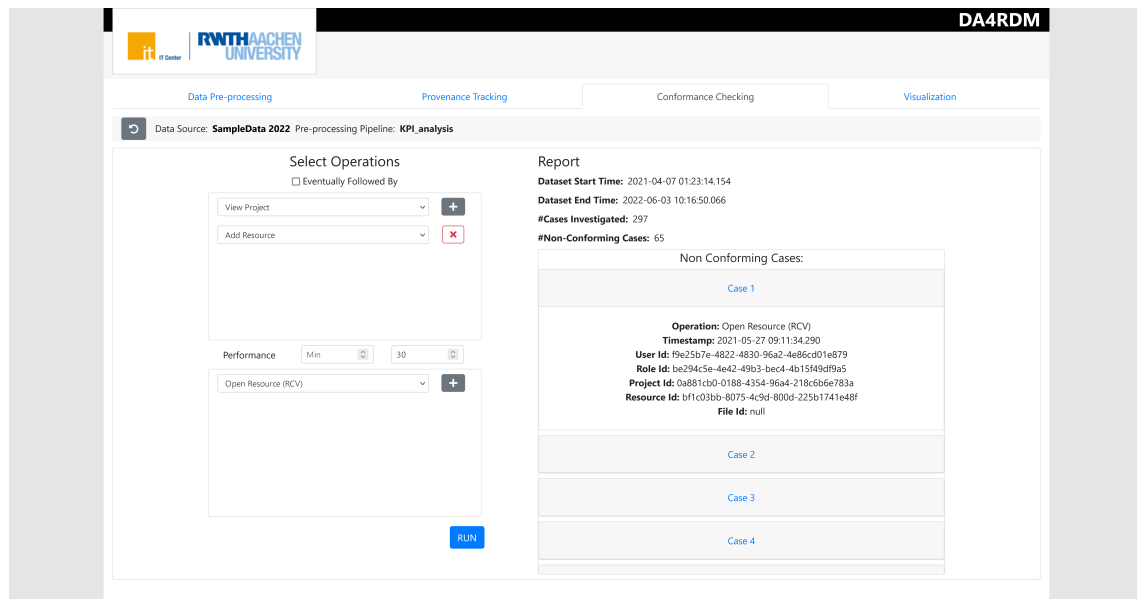 DA4RDM
it IT Center RWTHAACHEN
UNIVERSITY
Data Pre-processing Provenance Tracking Conformance Checking Visualization
Data Source: SampleData 2022 Pre-processing Pipeline: KPI_analysis
Select Operations
Eventually Followed By
View Project
Add Resource
Performance Min 30
Open Resource (RCV)
RUN
Report
Dataset Start Time: 2021-04-07 01:23:14.154
Dataset End Time: 2022-06-03 10:16:50.066
#Cases Investigated: 297
#Non-Conforming Cases: 65
Non Conforming Cases:
Case 1
Operation: Open Resource (RCV)
Timestamp: 2021-05-27 09:11:34.290
User Id: f9e25b7e-4822-4830-96a2-4e86cd01e879
Role Id: be294c5e-4e42-49b3-bec4-4b15f49df9a5
Project Id: 0a881cb0-0188-4354-96a4-218c6b6e783a
Resource Id: bf1c03bb-8075-4c9d-800d-225b1741e48f
File Id: null
Case 2
Case 3
Case 4